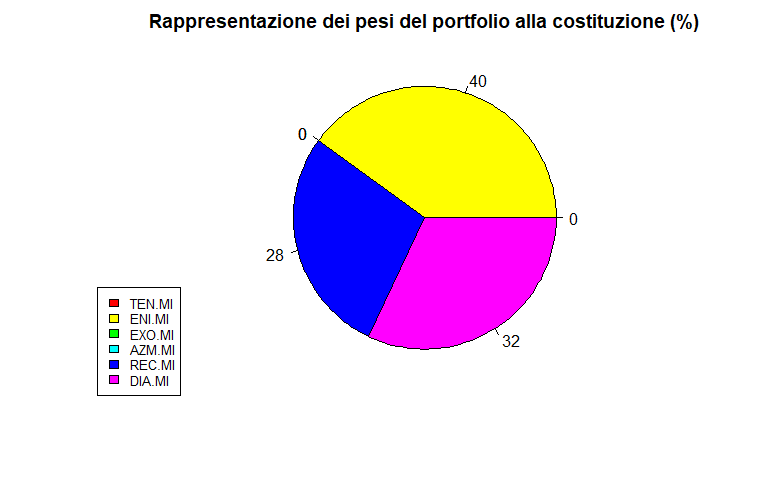 Rappresentazione dei pesi del portfolio alla costituzione (%)
40
0
0
28
32
TEN.MI
ENI.MI
EXO.MI
AZM.MI
REC.MI
DIA.MI